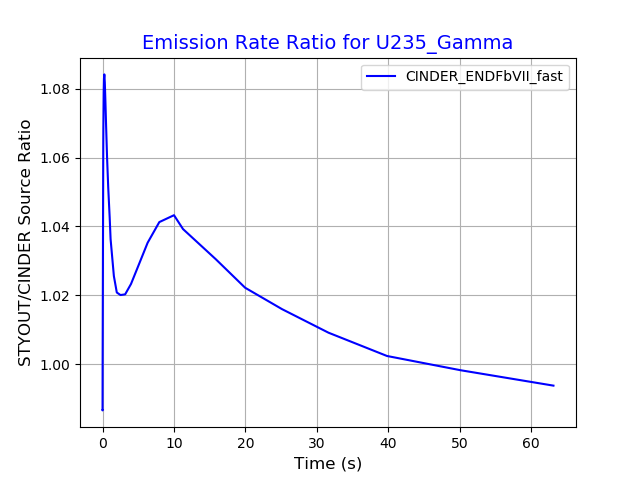 Emission Rate Ratio for U235_Gamma
CINDER_ENDFbVII_fast
STYOUT/CINDER Source Ratio
1.08
1.06
1.04
1.02
1.00
0 10 20 30 40 50 60
Time (s)